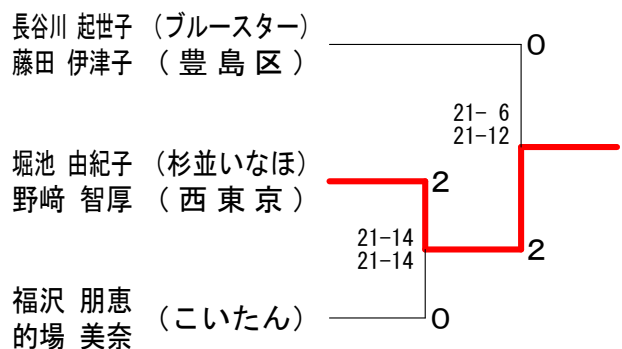 長谷川 起世子 (ブルースター)
藤田 伊津子 (豊島区)
0
21- 6
21-12
堀池 由紀子 (杉並いなほ)
野﨑 智厚 (西東京)
2
21-14
21-14
2
福沢 朋恵
的場 美奈
(こいたん)
0